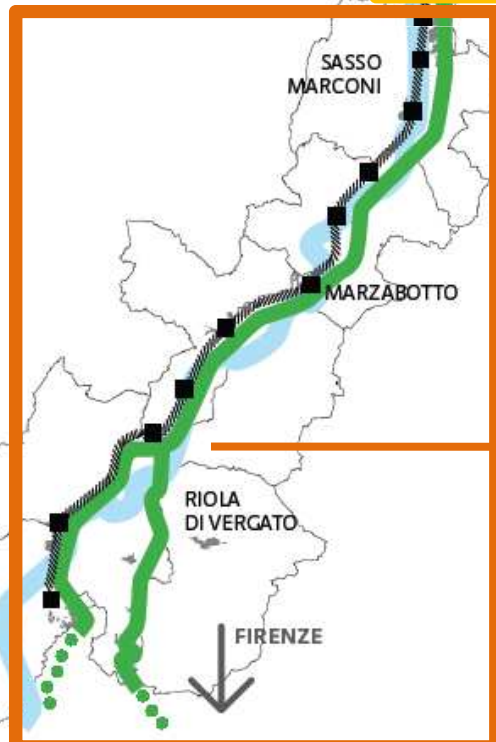 SASSO
MARCONI
MARZABOTTO
RIOLA
DI VERGATO
FIRENZE